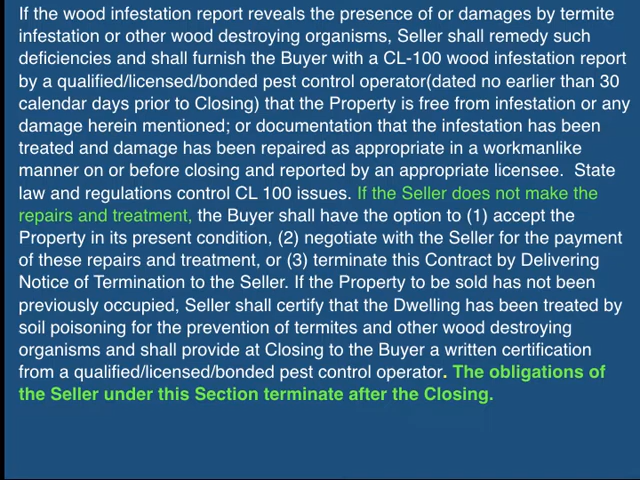 If the wood infestation report reveals the presence of or damages by termite
infestation or other wood destroying organisms, Seller shall remedy such
deficiencies and shall furnish the Buyer with a CL-100 wood infestation report
by a qualified/licensed/bonded pest control operator(dated no earlier than 30
calendar days prior to Closing) that the Property is free from infestation or any
damage herein mentioned; or documentation that the infestation has been
treated and damage has been repaired as appropriate in a workmanlike
manner on or before closing and reported by an appropriate licensee.  State
law and regulations control CL 100 issues. If the Seller does not make the
repairs and treatment, the Buyer shall have the option to (1) accept the
Property in its present condition, (2) negotiate with the Seller for the payment
of these repairs and treatment, or (3) terminate this Contract by Delivering
Notice of Termination to the Seller. If the Property to be sold has not been
previously occupied, Seller shall certify that the Dwelling has been treated by
soil poisoning for the prevention of termites and other wood destroying
organisms and shall provide at Closing to the Buyer a written certification
from a qualified/licensed/bonded pest control operator. The obligations of
the Seller under this Section terminate after the Closing.